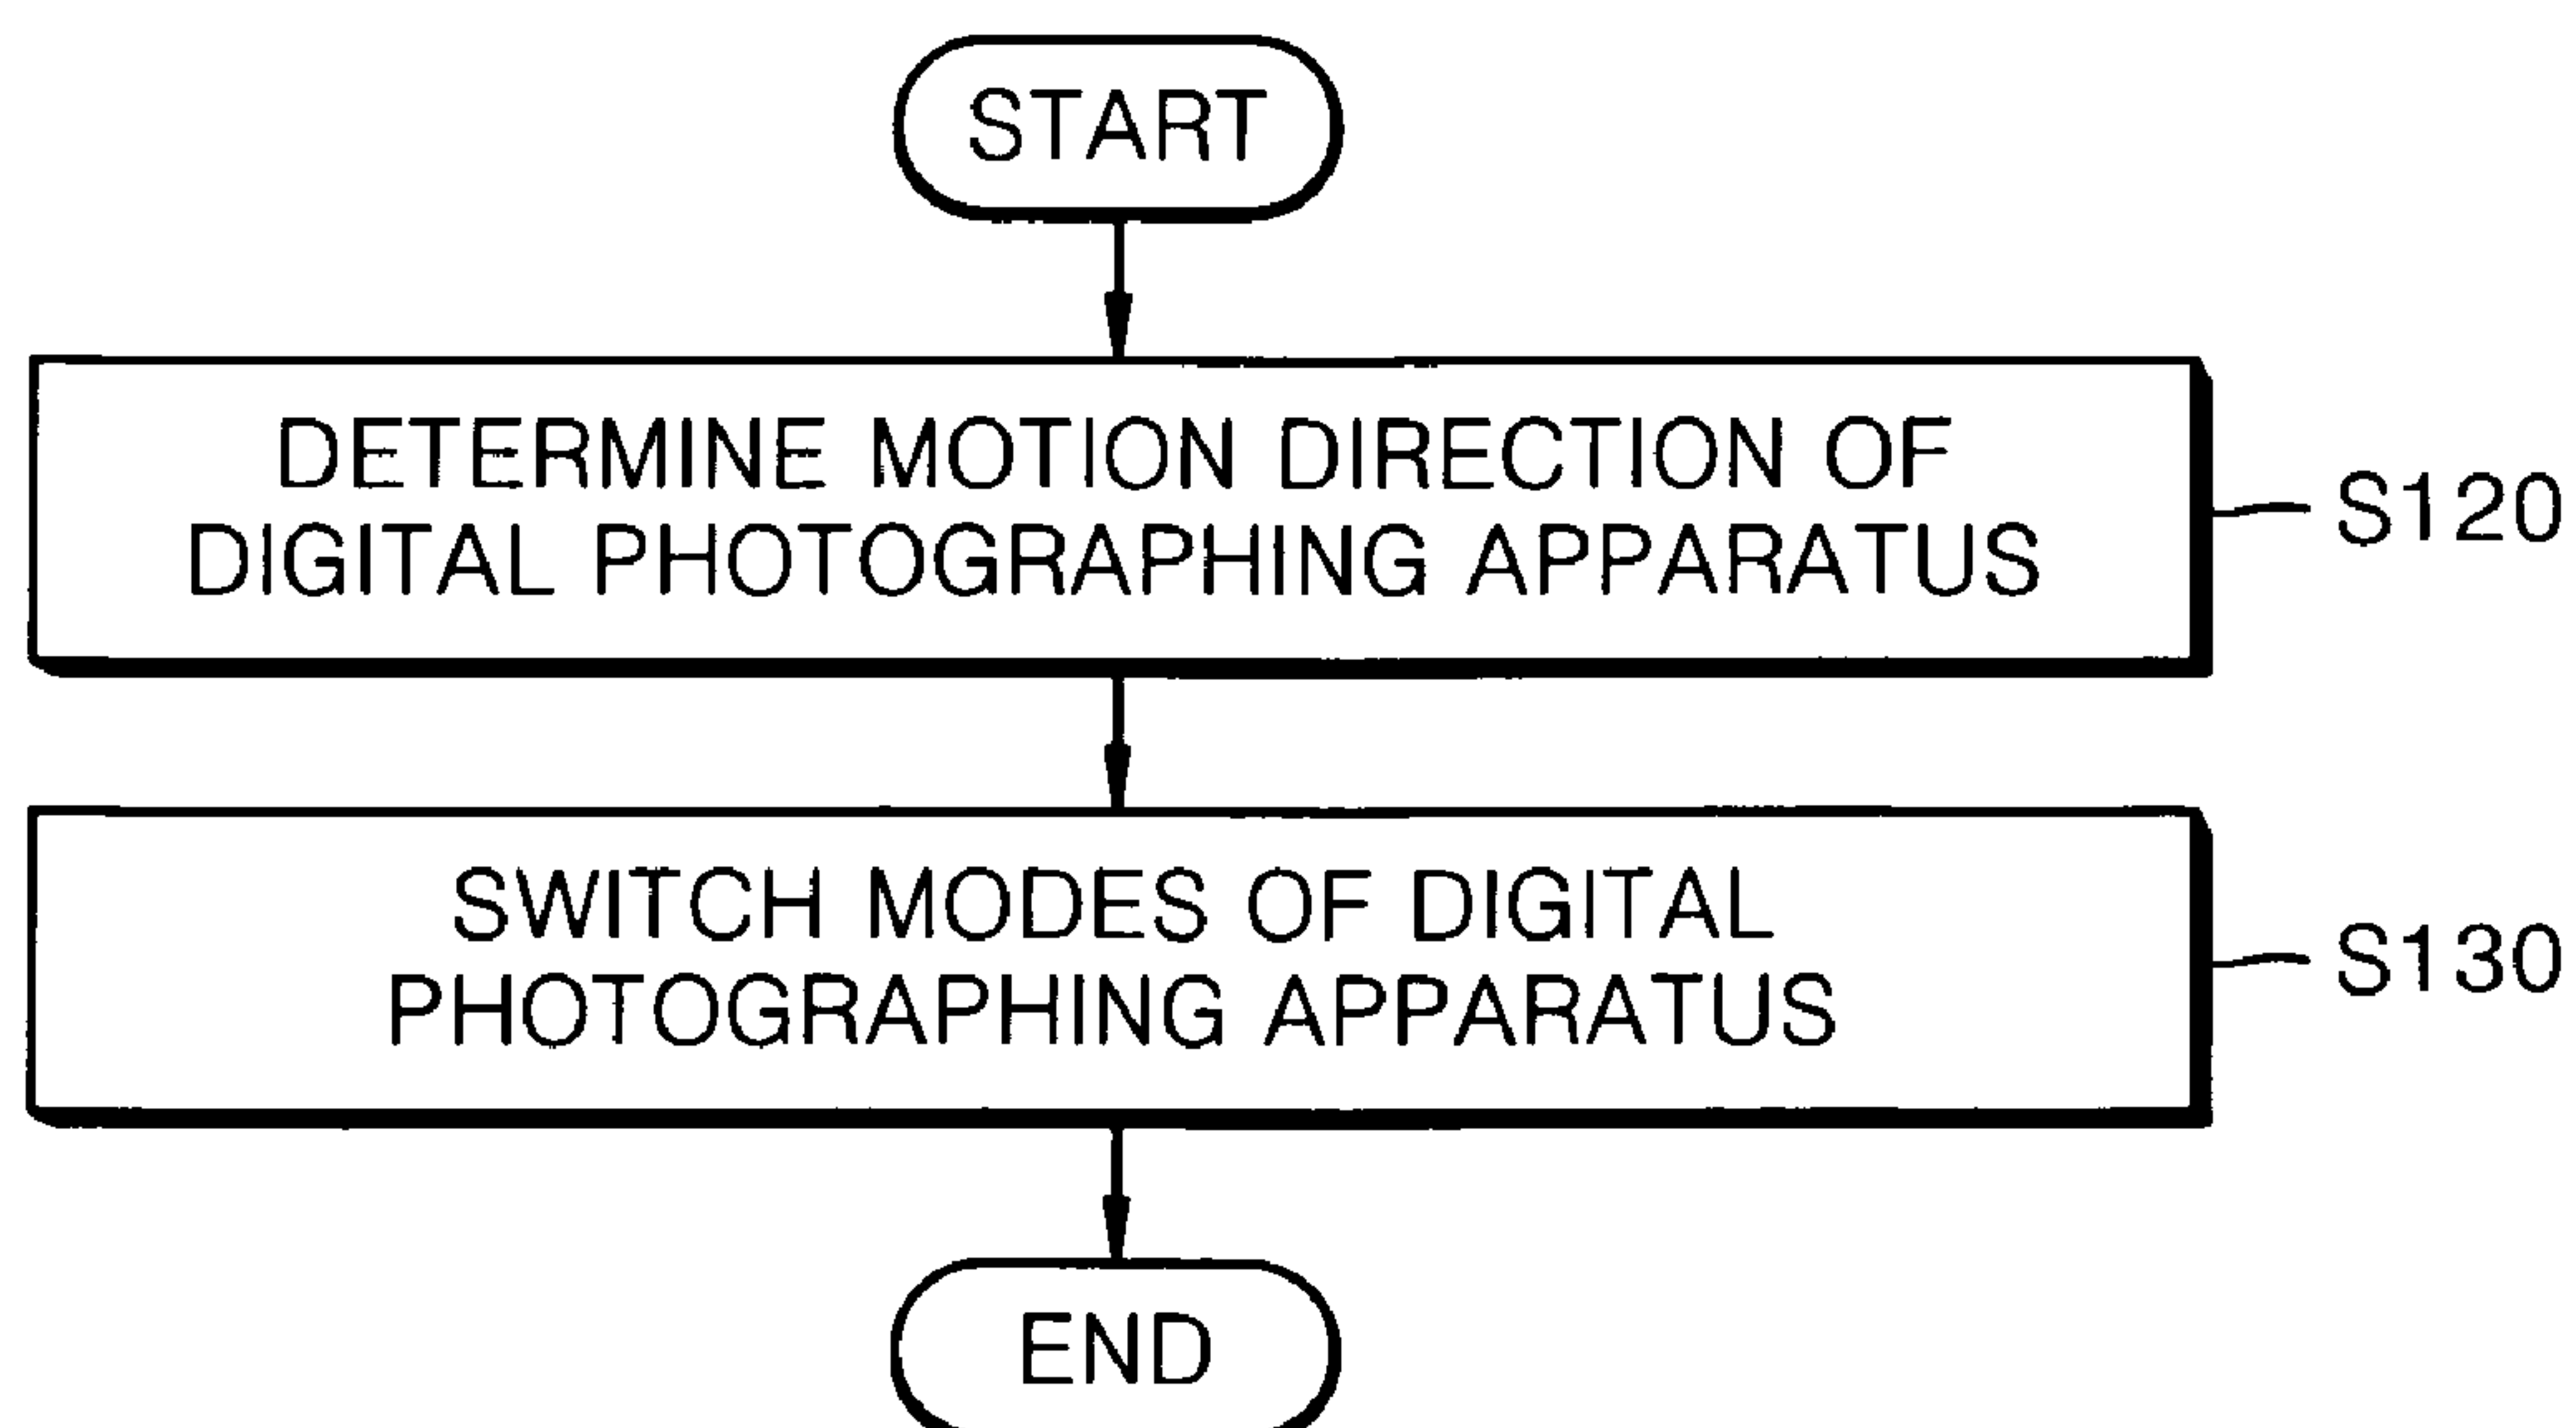 START
DETERMINE MOTION DIRECTION OF
DIGITAL PHOTOGRAPHING APPARATUS
S120
SWITCH MODES OF DIGITAL
PHOTOGRAPHING APPARATUS
S130
END